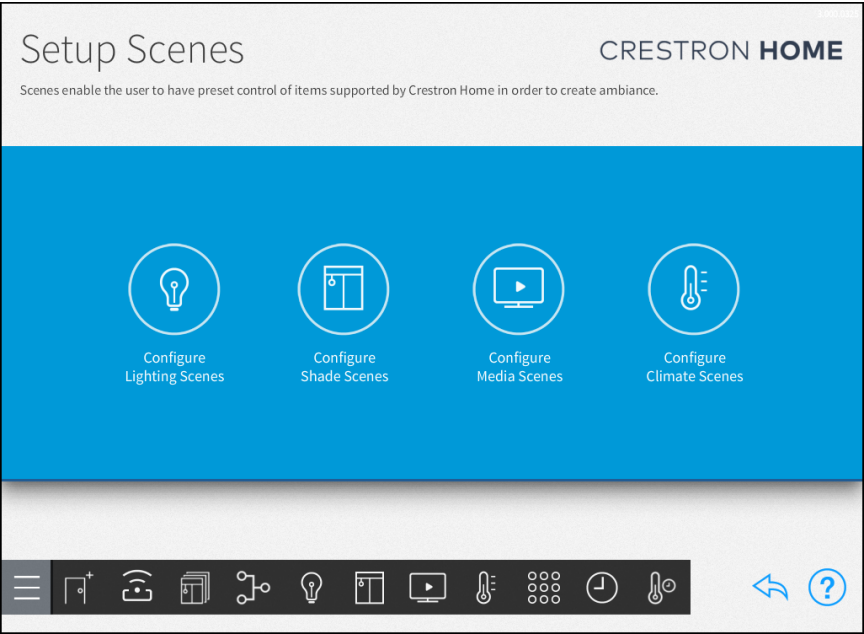 Setup Scenes
CRESTRON HOME
Scenes enable the user to have preset control of items supported by Crestron Home in order to create ambiance.
Configure
Lighting Scenes
Configure
Shade Scenes
Configure
Media Scenes
Configure
Climate Scenes
?